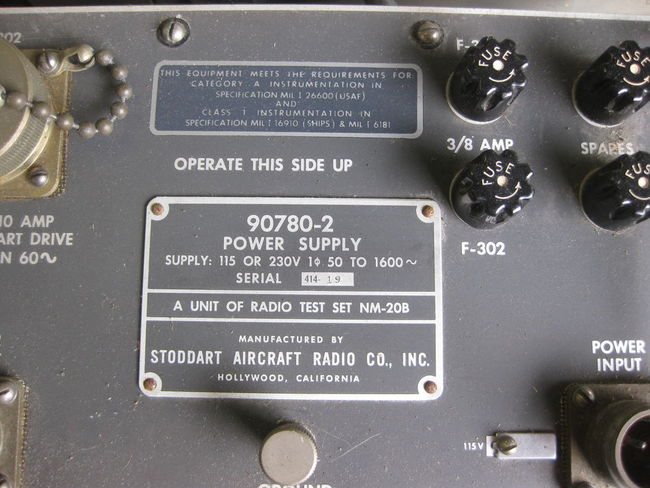 302
F-3
FUSE
FUSE
THIS EQUIPMENT MEETS THE REQUIREMENTS FOR
CATEGORY A INSTRUMENTATION IN
SPECIFICATION MIL I 26600 (USAF)
AND
CLASS 1 INSTRUMENTATION IN
SPECIFICATION MIL I 16910 (SHIPS) & MIL I 6181
3/8 AMP
SPARES
OPERATE THIS SIDE UP
FUSE
FUSE
F-302
10 AMP
ART DRIVE
N 60~
90780-2
POWER SUPPLY
SUPPLY: 115 OR 230V 1ϕ 50 TO 1600~
SERIAL 414-19
A UNIT OF RADIO TEST SET NM-20B
MANUFACTURED BY
STODDART AIRCRAFT RADIO CO., INC.
HOLLYWOOD, CALIFORNIA
POWER
INPUT
115V
GROUND